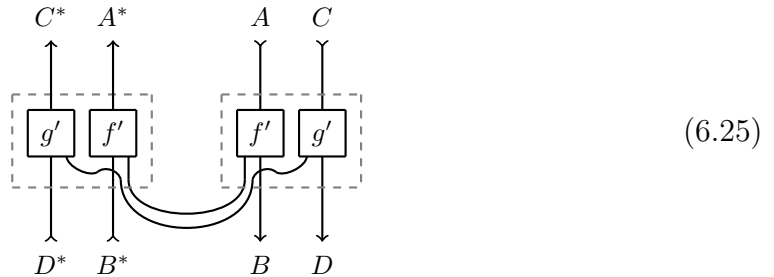 C* A* A C
g′ f′ f′ g′ (6.25)
D* B* B D